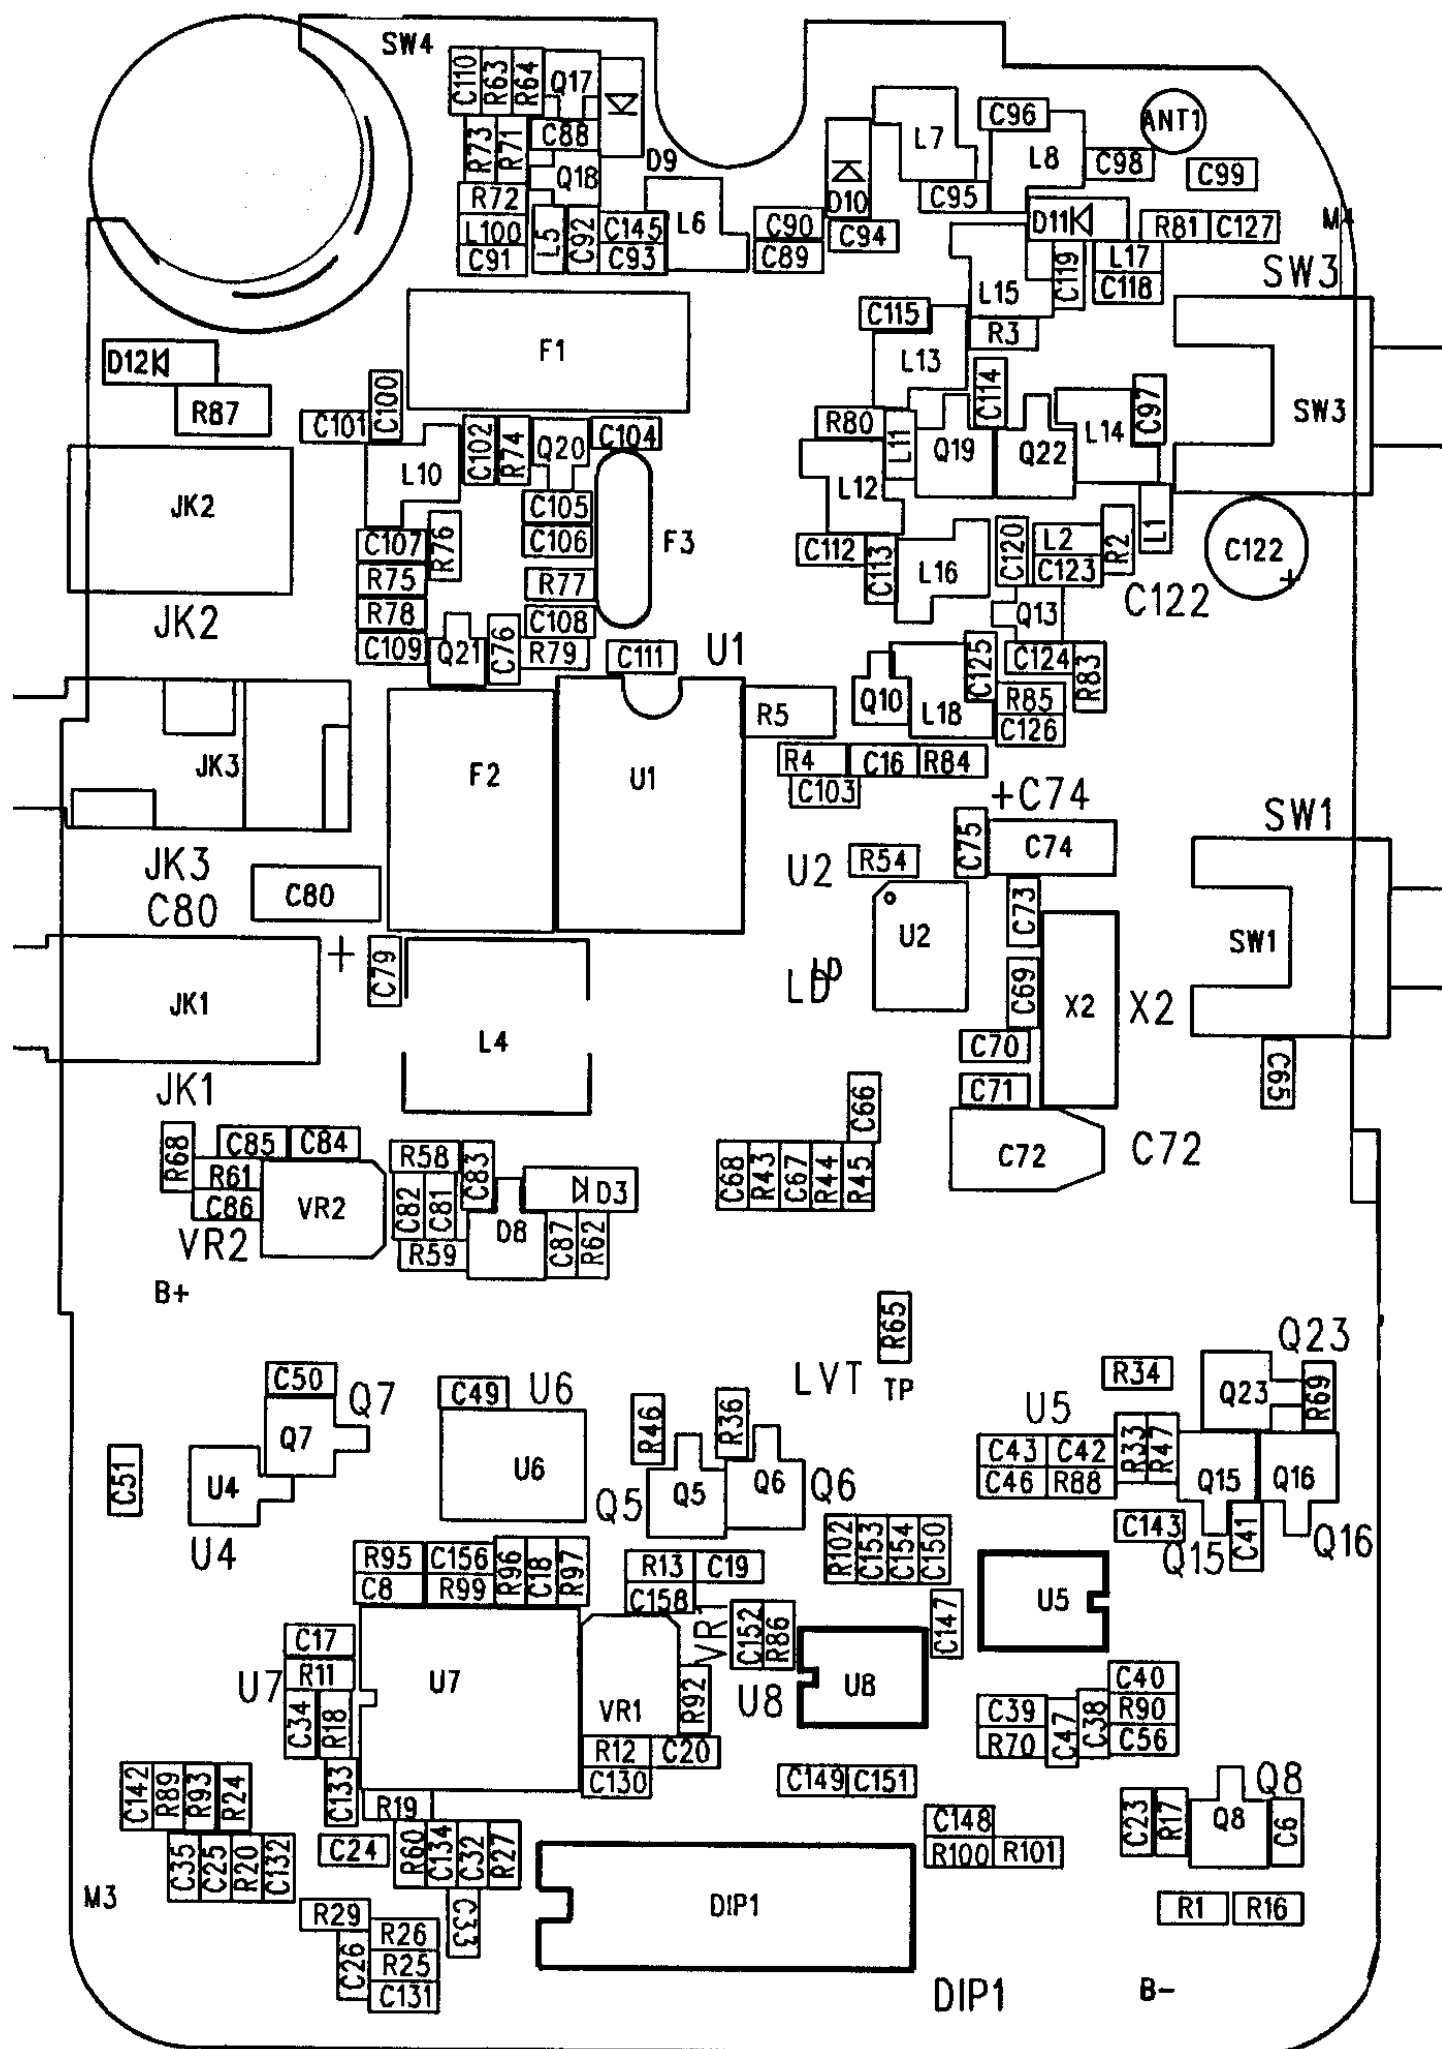 SW4
C110 R63 R64 Q17
C88
R73 R71
D9
Q18
R72
L100 L5 C92 C145 L6
C91 C93
C90
C89
D10
C94
L7
C96
L8
ANT1
C95
C98
C99
D11
M4
R81 C127
L17
C118
C119
L15
SW3
C115
R3
L13
F1
D12
R87
C100
C101
C114
C97
SW3
R80
L11
Q19
Q22
L14
C102 R74 Q20 C104
L10
L12
JK2
C105
C106
F3
C107
R76
C112
C113
L16
C120
L2
C123
R2
L1
C122
+
C122
R75
R77
JK2
R78
C108
C109
Q21
C76
R79
C111
U1
Q13
C125
C124
R83
Q10
L18
R85
C126
R5
JK3
F2
U1
R4 C16 R84
C103
+C74
SW1
C75
C74
JK3
C80
C80
U2
R54
C73
U2
SW1
+
C79
LD
LD
C69
JK1
X2
X2
L4
C70
C71
C65
JK1
C66
R68
C85 C84
R58
C83
C68 R43 C67 R44 R45
C72
C72
R61
C86
VR2
C82 C81
D3
VR2
R59
D8
C87 R62
B+
R65
LVT
TP
Q23
R34
Q23
R69
C50
Q7
C49
U6
R46
R36
U5
C43 C42
C46 R88
R33 R47
Q7
C51
U4
U6
Q5
Q5
Q6
Q6
Q15
Q16
C143
C41
Q15
Q16
U4
R102 C153 C154 C150
R95 C156
C8 R99
R96 C18 R97
R13 C19
C158
VR1
C152 R86
C147
U5
C17
R11
U7
U7
C34 R18
VR1
R92
U8
U8
C40
C39
R90
R70
C47
C38
C56
R12 C20
C130
C149 C151
C142 R89 R93 R24
C133
R19
Q8
C23 R17
Q8
C6
C35 C25 R20 C132
C24
R60 C134 C32 R27
C148
R100 R101
M3
R29
C33
DIP1
R1
R16
R26
C26
R25
C131
DIP1
B-